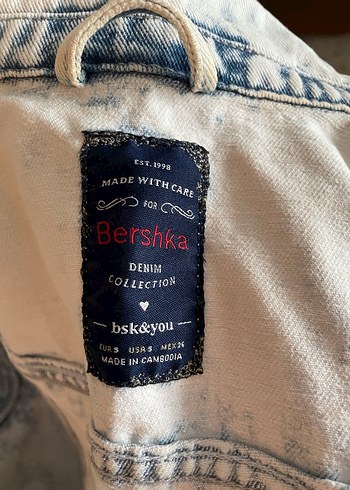 EST. 1998
MADE WITH CARE
FOR
Bershka
DENIM
COLLECTION
bsk&you
EUR S USA S MEX 26
MADE IN CAMBODIA